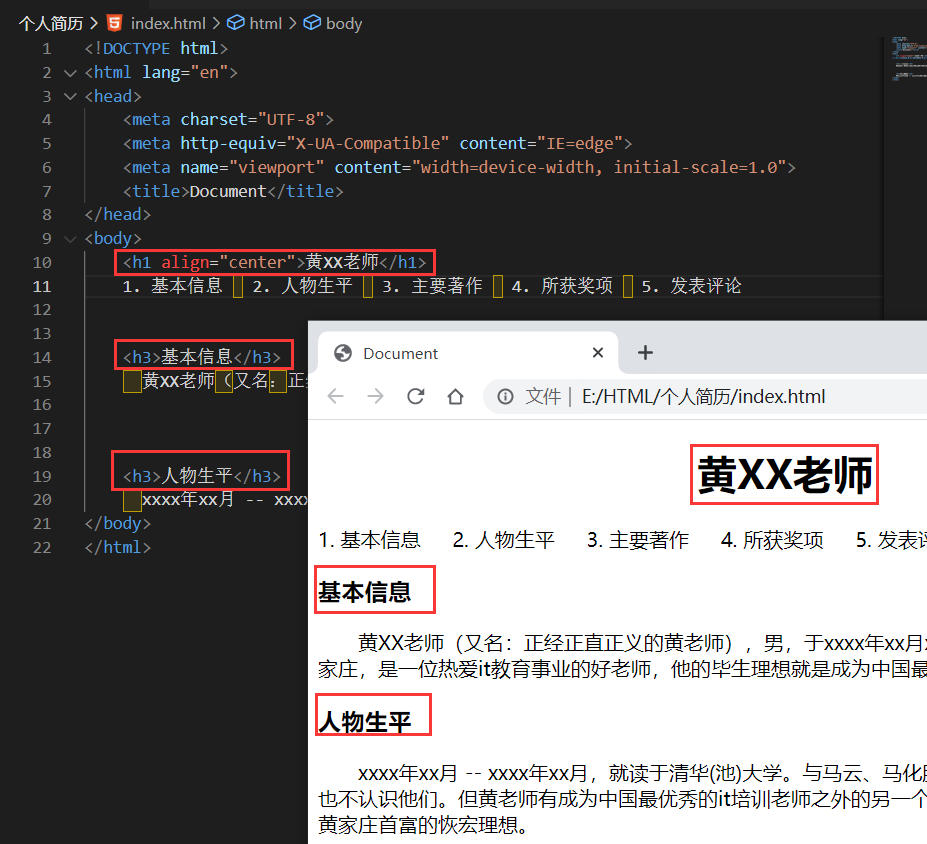 个人简历 > index.html > html > body
1 <!DOCTYPE html>
2 <html lang="en">
3 <head>
4 <meta charset="UTF-8">
5 <meta http-equiv="X-UA-Compatible" content="IE=edge">
6 <meta name="viewport" content="width=device-width, initial-scale=1.0">
7 <title>Document</title>
8 </head>
9 <body>
10 <h1 align="center">黄XX老师</h1>
11 1. 基本信息 2. 人物生平 3. 主要著作 4. 所获奖项 5. 发表评论
12
13
14 <h3>基本信息</h3>
15 黄XX老师（又名：正
16
17
18
19 <h3>人物生平</h3>
20 xxxx年xx月 -- xxx
21 </body>
22 </html>
Document
文件 | E:/HTML/个人简历/index.html
黄XX老师
1. 基本信息 2. 人物生平 3. 主要著作 4. 所获奖项 5. 发表
基本信息
黄XX老师（又名：正经正直正义的黄老师），男，于xxxx年xx月
家庄，是一位热爱it教育事业的好老师，他的毕生理想就是成为中国最
人物生平
xxxx年xx月 -- xxxx年xx月，就读于清华(池)大学。与马云、马化
也不认识他们。但黄老师有成为中国最优秀的it培训老师之外的另一个
黄家庄首富的恢宏理想。